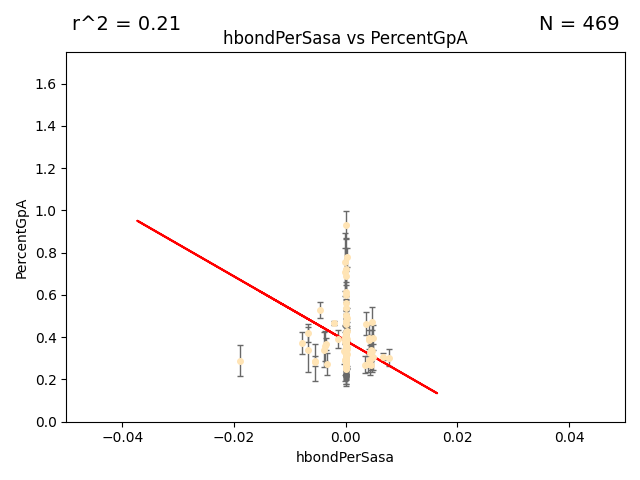 r^2 = 0.21
N = 469
hbondPerSasa vs PercentGpA
1.6
1.4
1.2
1.0
0.8
0.6
0.4
0.2
0.0
PercentGpA
−0.04
−0.02
0.00
0.02
0.04
hbondPerSasa